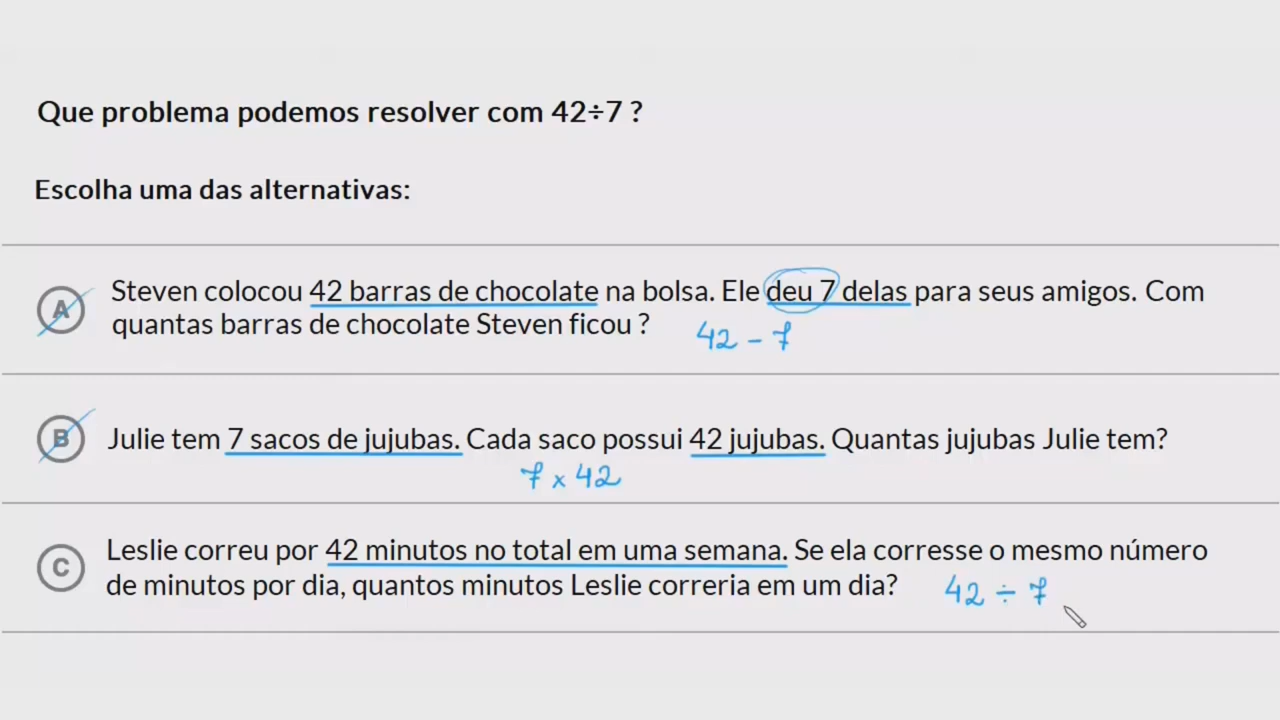 Que problema podemos resolver com 42÷7 ?
Escolha uma das alternativas:
A Steven colocou 42 barras de chocolate na bolsa. Ele deu 7 delas para seus amigos. Com
quantas barras de chocolate Steven ficou ?
42 - 7
B Julie tem 7 sacos de jujubas. Cada saco possui 42 jujubas. Quantas jujubas Julie tem?
7 x 42
C Leslie correu por 42 minutos no total em uma semana. Se ela corresse o mesmo número
de minutos por dia, quantos minutos Leslie correria em um dia?
42 ÷ 7